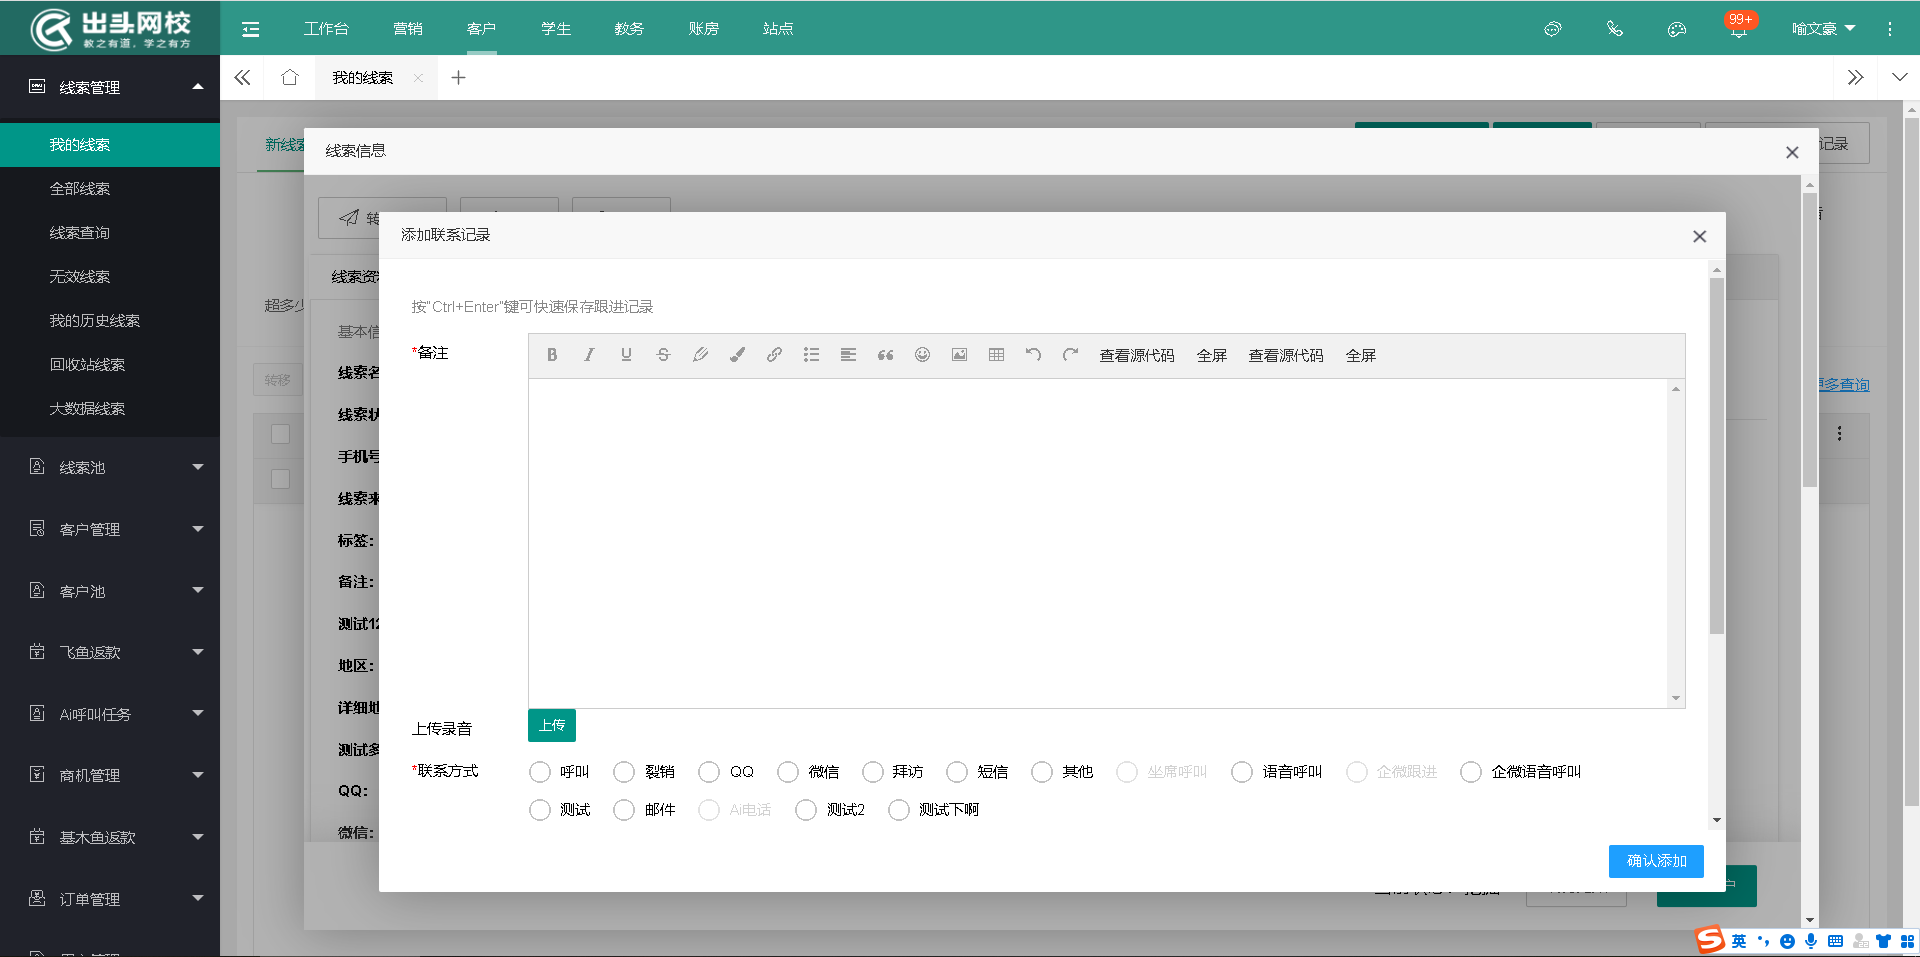 出头网校
教之有道，学之有方
工作台 营销 客户 学生 教务 账房 站点
99+
喻文豪
线索管理
我的线索
全部线索
线索查询
无效线索
我的历史线索
回收站线索
大数据线索
线索池
客户管理
客户池
飞鱼返款
Ai呼叫任务
商机管理
基木鱼返款
订单管理
我的线索
新线索
记录
超多少
转移
更多查询
线索信息
转
线索资料
基本信
线索名
线索状
手机号
线索来
标签：
备注：
测试12
地区：
详细地
测试多
QQ：
微信：
添加联系记录
按"Ctrl+Enter"键可快速保存跟进记录
*备注
查看源代码 全屏 查看源代码 全屏
上传录音 上传
*联系方式 呼叫 裂销 QQ 微信 拜访 短信 其他 坐席呼叫 语音呼叫 企微跟进 企微语音呼叫
测试 邮件 Ai电话 测试2 测试下啊
确认添加
户
英